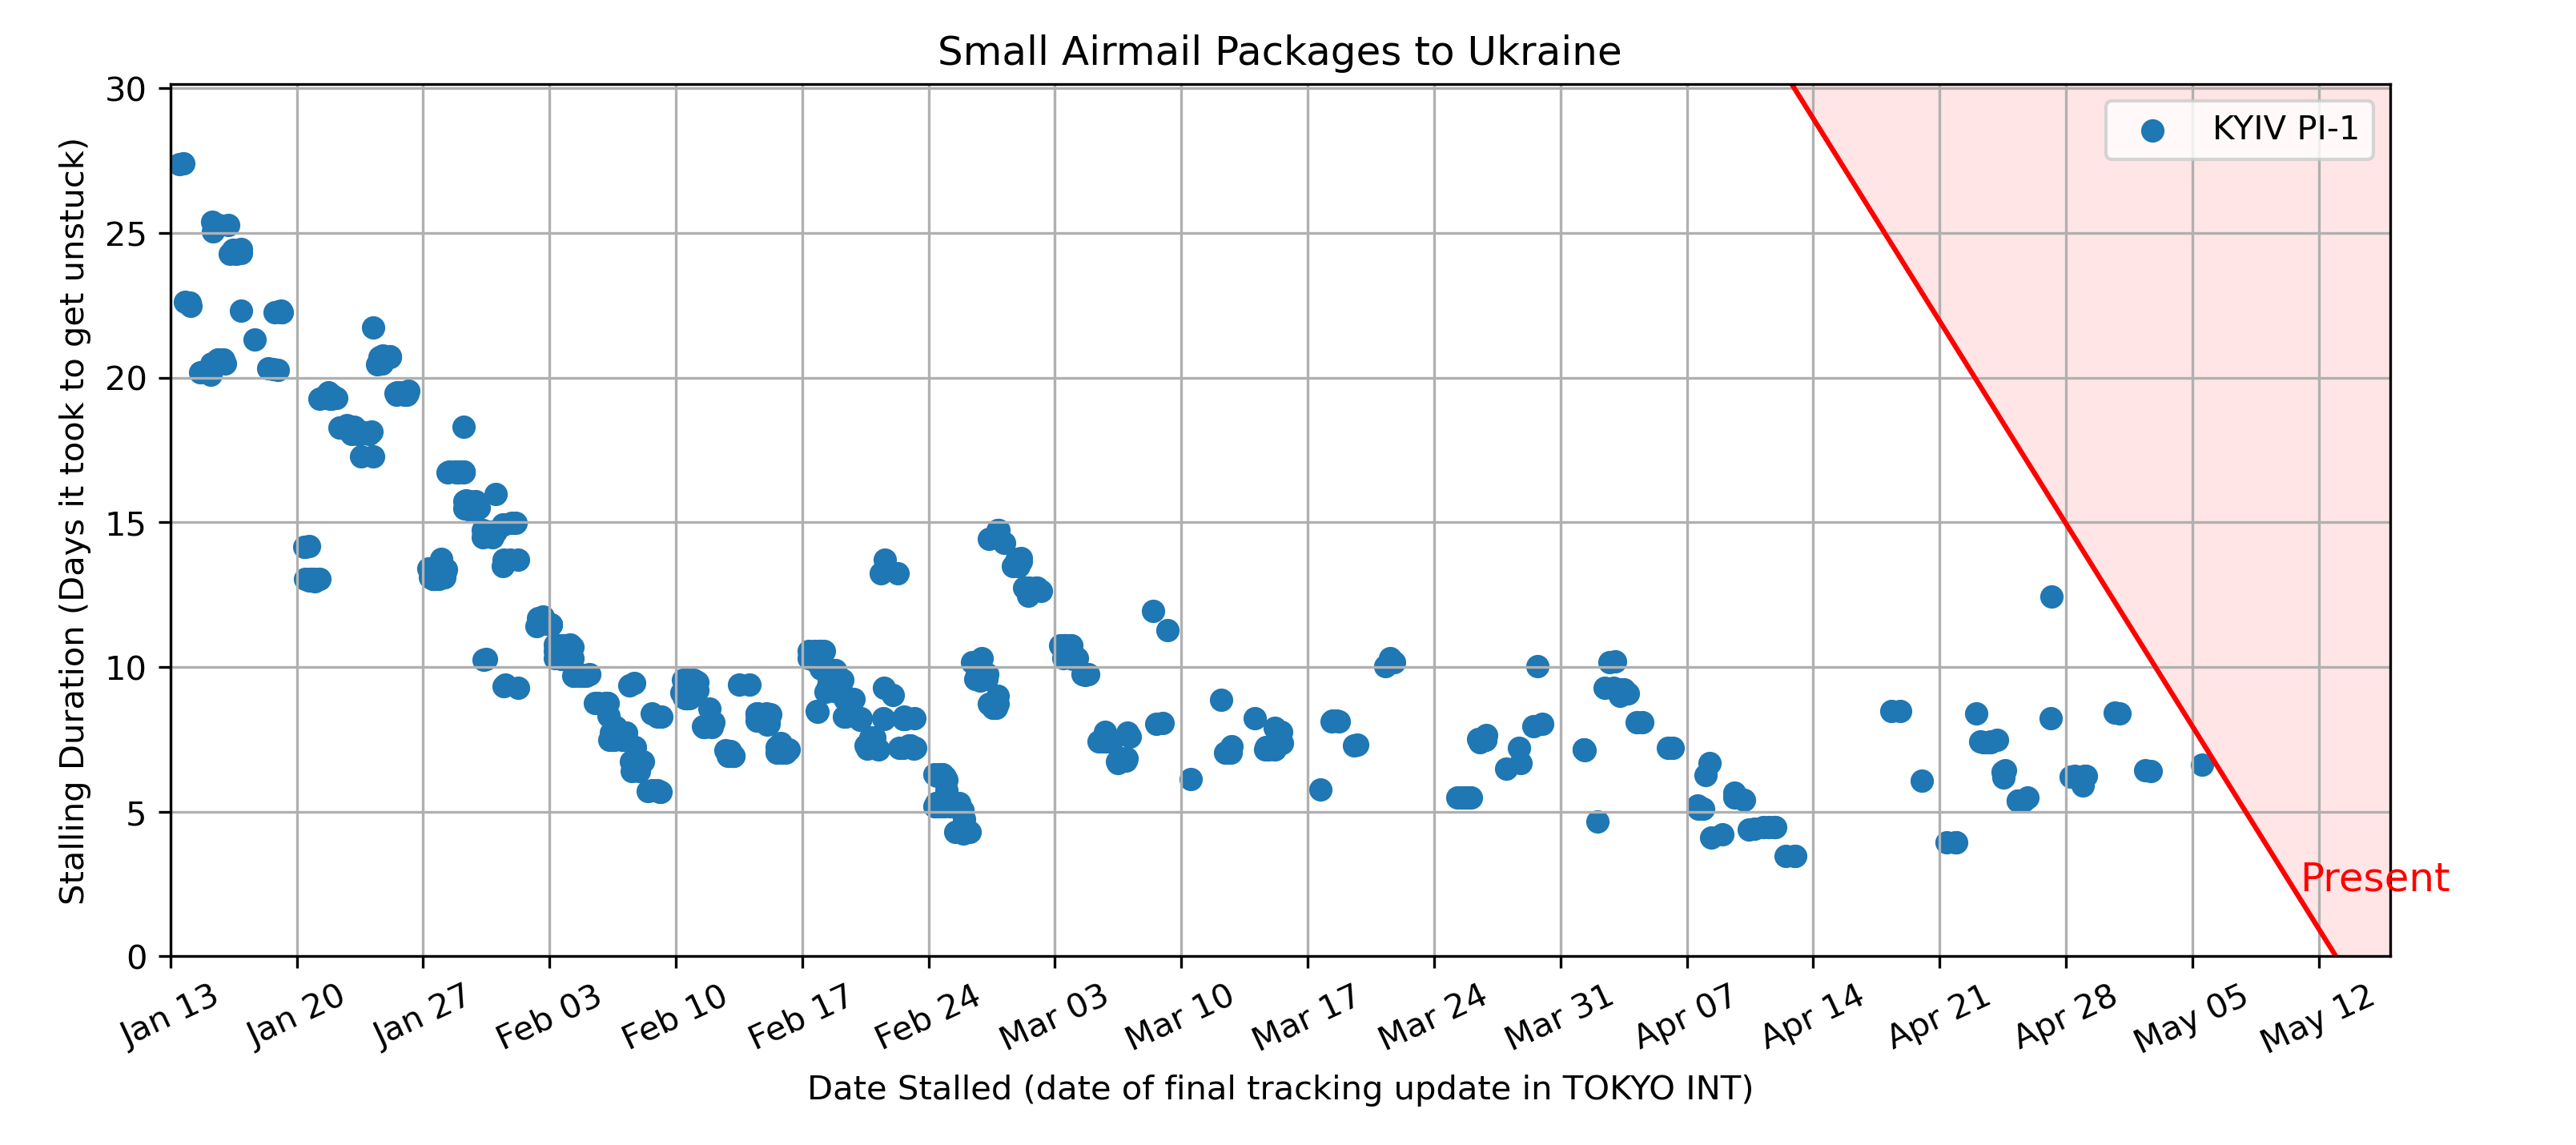 Small Airmail Packages to Ukraine
KYIV PI-1
Stalling Duration (Days it took to get unstuck)
30
25
20
15
10
5
0
Present
Jan 13
Jan 20
Jan 27
Feb 03
Feb 10
Feb 17
Feb 24
Mar 03
Mar 10
Mar 17
Mar 24
Mar 31
Apr 07
Apr 14
Apr 21
Apr 28
May 05
May 12
Date Stalled (date of final tracking update in TOKYO INT)